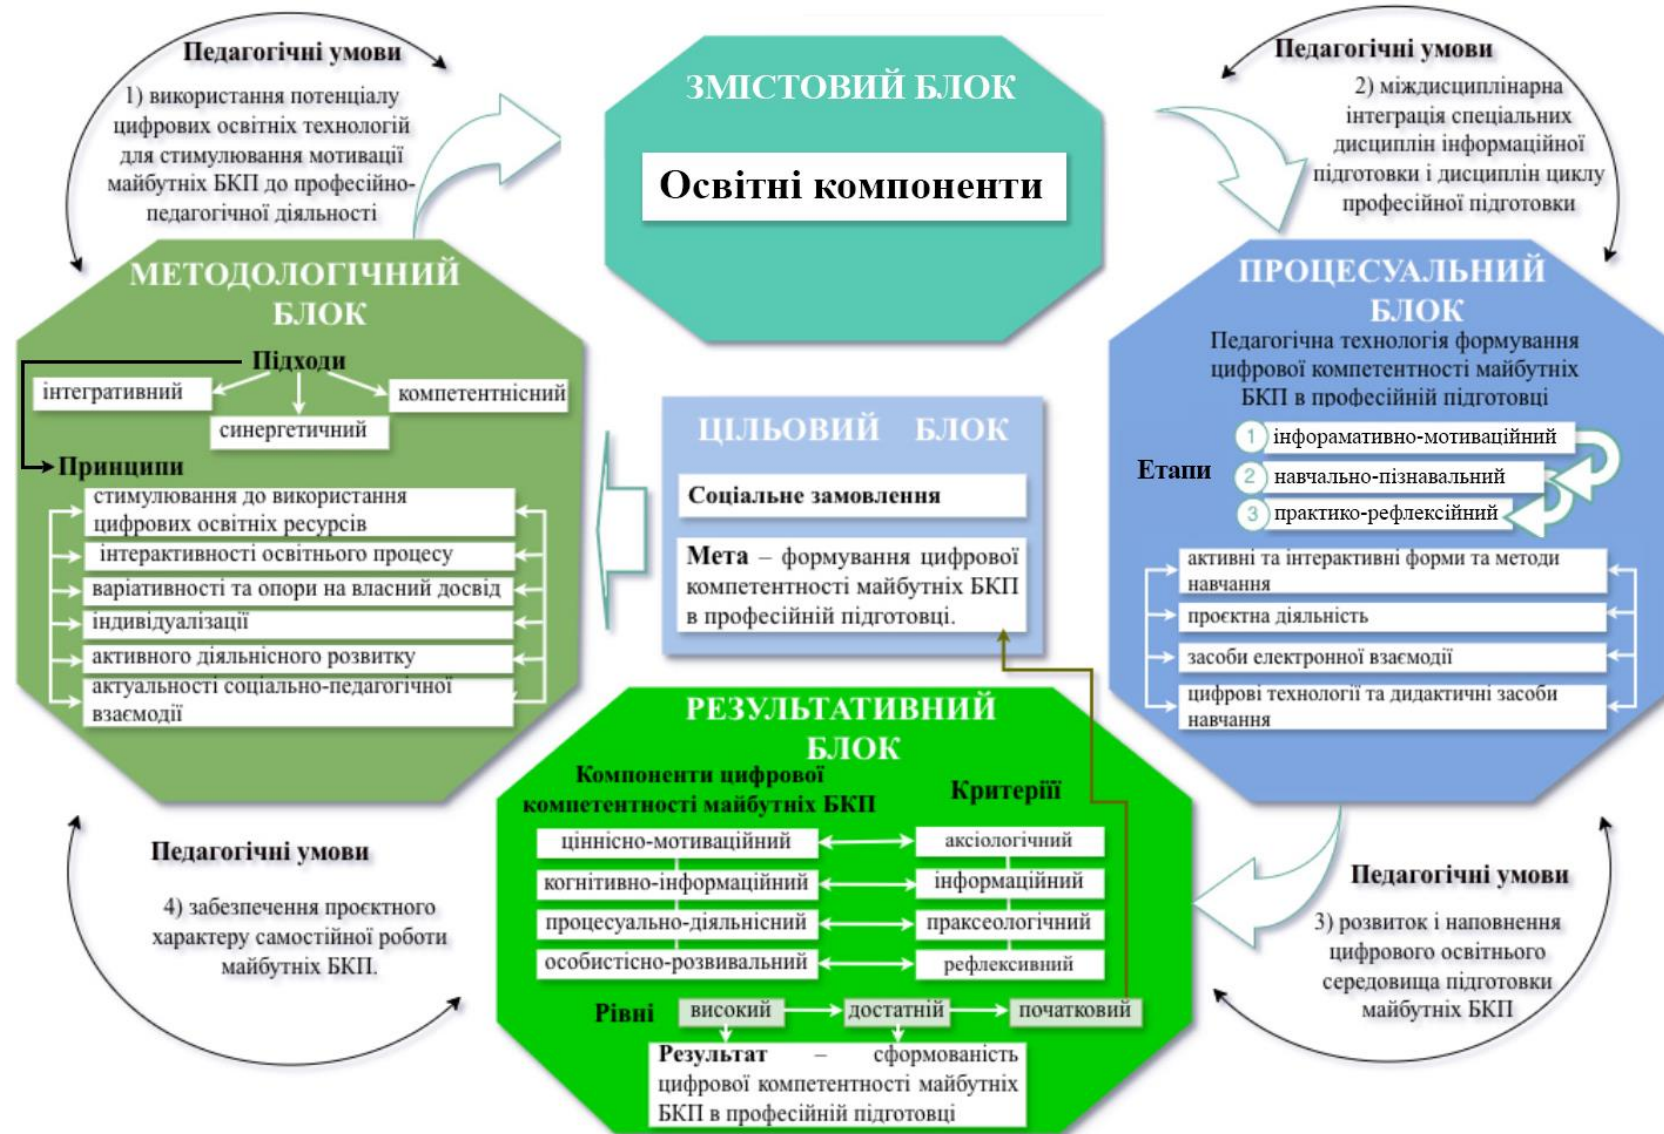 Педагогічні умови
1) використання потенціалу
цифрових освітніх технологій
для стимулювання мотивації
майбутніх БКП до професійно-
педагогічної діяльності
ЗМІСТОВИЙ БЛОК
Освітні компоненти
Педагогічні умови
2) міждисциплінарна
інтеграція спеціальних
дисциплін інформаційної
підготовки і дисциплін циклу
професійної підготовки
МЕТОДОЛОГІЧНИЙ
БЛОК
Підходи
інтегративний
компетентнісний
синергетичний
Принципи
стимулювання до використання
цифрових освітніх ресурсів
інтерактивності освітнього процесу
варіативності та опори на власний досвід
індивідуалізації
активного діяльнісного розвитку
актуальності соціально-педагогічної
взаємодії
ЦІЛЬОВИЙ БЛОК
Соціальне замовлення
Мета – формування цифрової
компетентності майбутніх БКП
в професійній підготовці.
ПРОЦЕСУАЛЬНИЙ
БЛОК
Педагогічна технологія формування
цифрової компетентності майбутніх
БКП в професійній підготовці
Етапи
1 інфорамативно-мотиваційний
2 навчально-пізнавальний
3 практико-рефлексійний
активні та інтерактивні форми та методи
навчання
проєктна діяльність
засоби електронної взаємодії
цифрові технології та дидактичні засоби
навчання
РЕЗУЛЬТАТИВНИЙ
БЛОК
Компоненти цифрової
компетентності майбутніх БКП
Критеріїї
ціннісно-мотиваційний
аксіологічний
когнітивно-інформаційний
інформаційний
процесуально-діяльнісний
праксеологічний
особистісно-розвивальний
рефлексивний
Рівні
високий
достатній
початковий
Результат – сформованість
цифрової компетентності майбутніх
БКП в професійній підготовці
Педагогічні умови
4) забезпечення проєктного
характеру самостійної роботи
майбутніх БКП.
Педагогічні умови
3) розвиток і наповнення
цифрового освітнього
середовища підготовки
майбутніх БКП